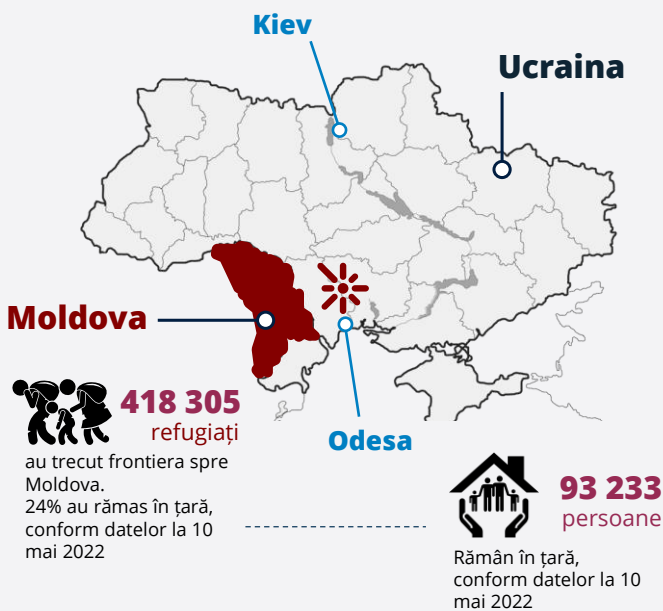 Kiev
Ucraina
Moldova
418 305
refugiați
au trecut frontiera spre
Moldova.
24% au rămas în țară,
conform datelor la 10
mai 2022
Odesa
93 233
persoane
Rămân în țară,
conform datelor la 10
mai 2022